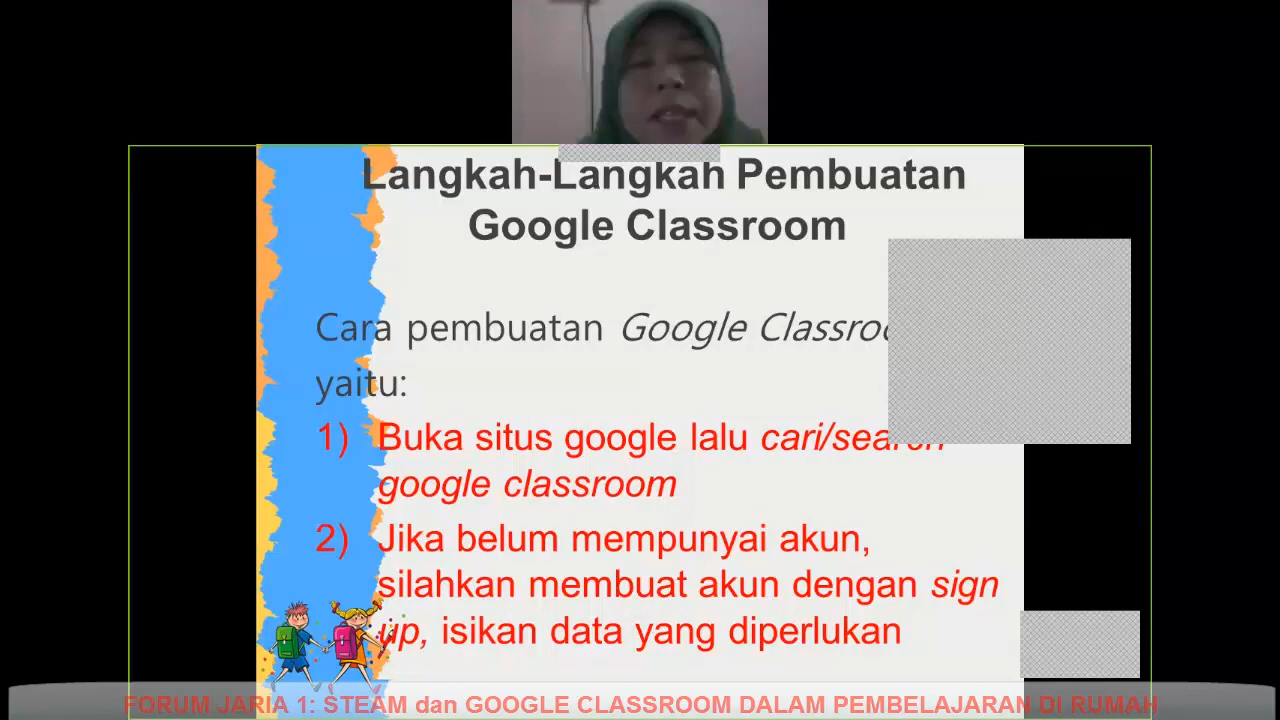 Langkah-Langkah Pembuatan
Google Classroom
Cara pembuatan Google
yaitu:
1) Buka situs google lalu cari/search
google classroom
2) Jika belum mempunyai akun,
silahkan membuat akun dengan sign
up, isikan data yang diperlukan
FORUM JARIA 1: STEAM dan GOOGLE CLASSROOM DALAM PEMBELAJARAN DI RUMAH